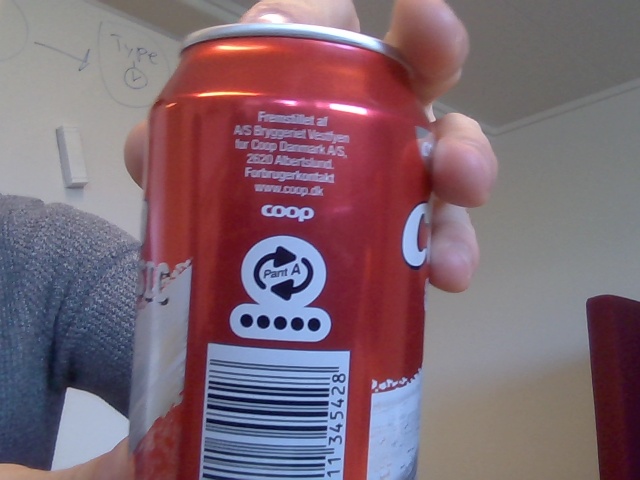 Type
Fremstillet af
A/S Bryggeriet Vestfyen
for Coop Danmark A/S,
2620 Albertslund.
Forbrugerkontakt
www.coop.dk
coop
Pant A
11345428